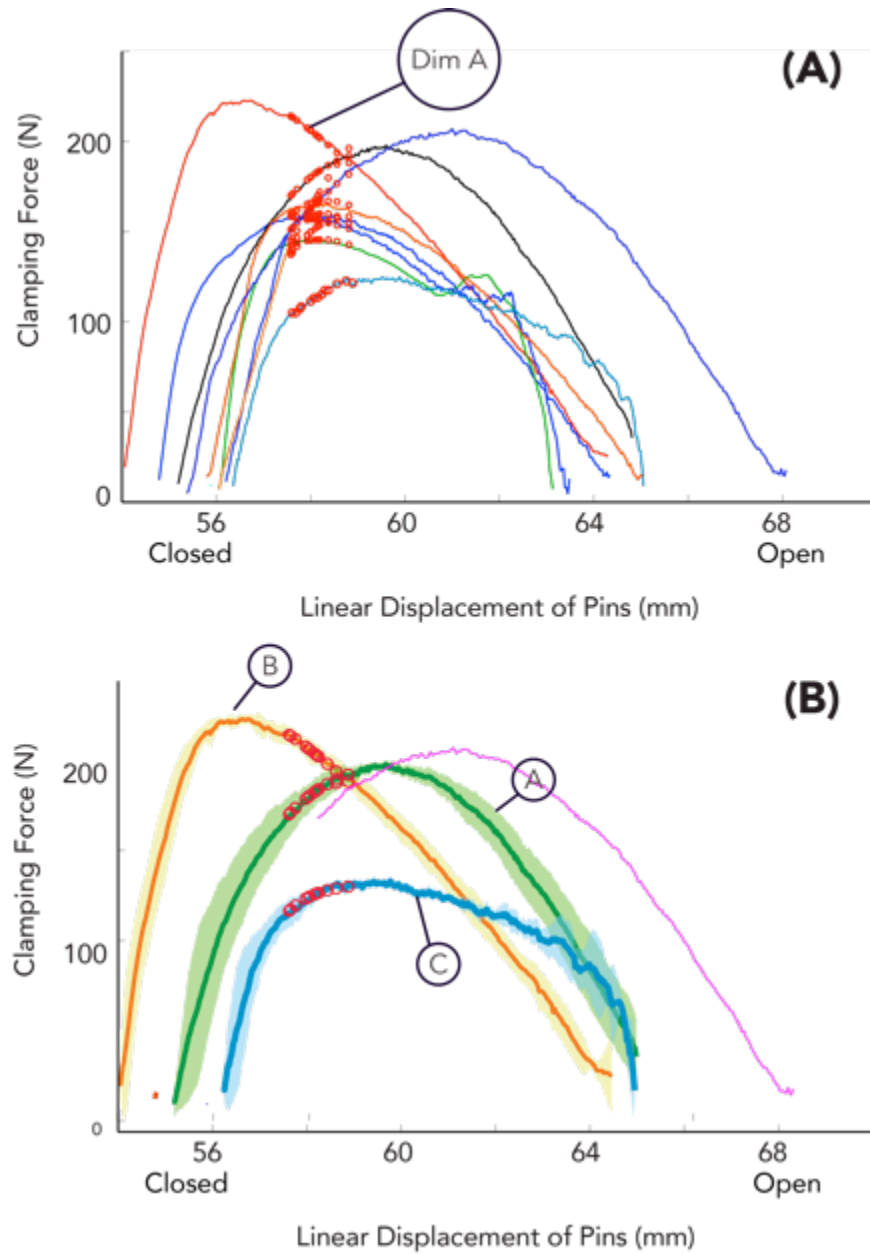 Dim A
(A)
Clamping Force (N)
200
100
0
56
60
64
68
Closed
Open
Linear Displacement of Pins (mm)
B
(B)
Clamping Force (N)
200
A
100
C
0
56
60
64
68
Closed
Open
Linear Displacement of Pins (mm)